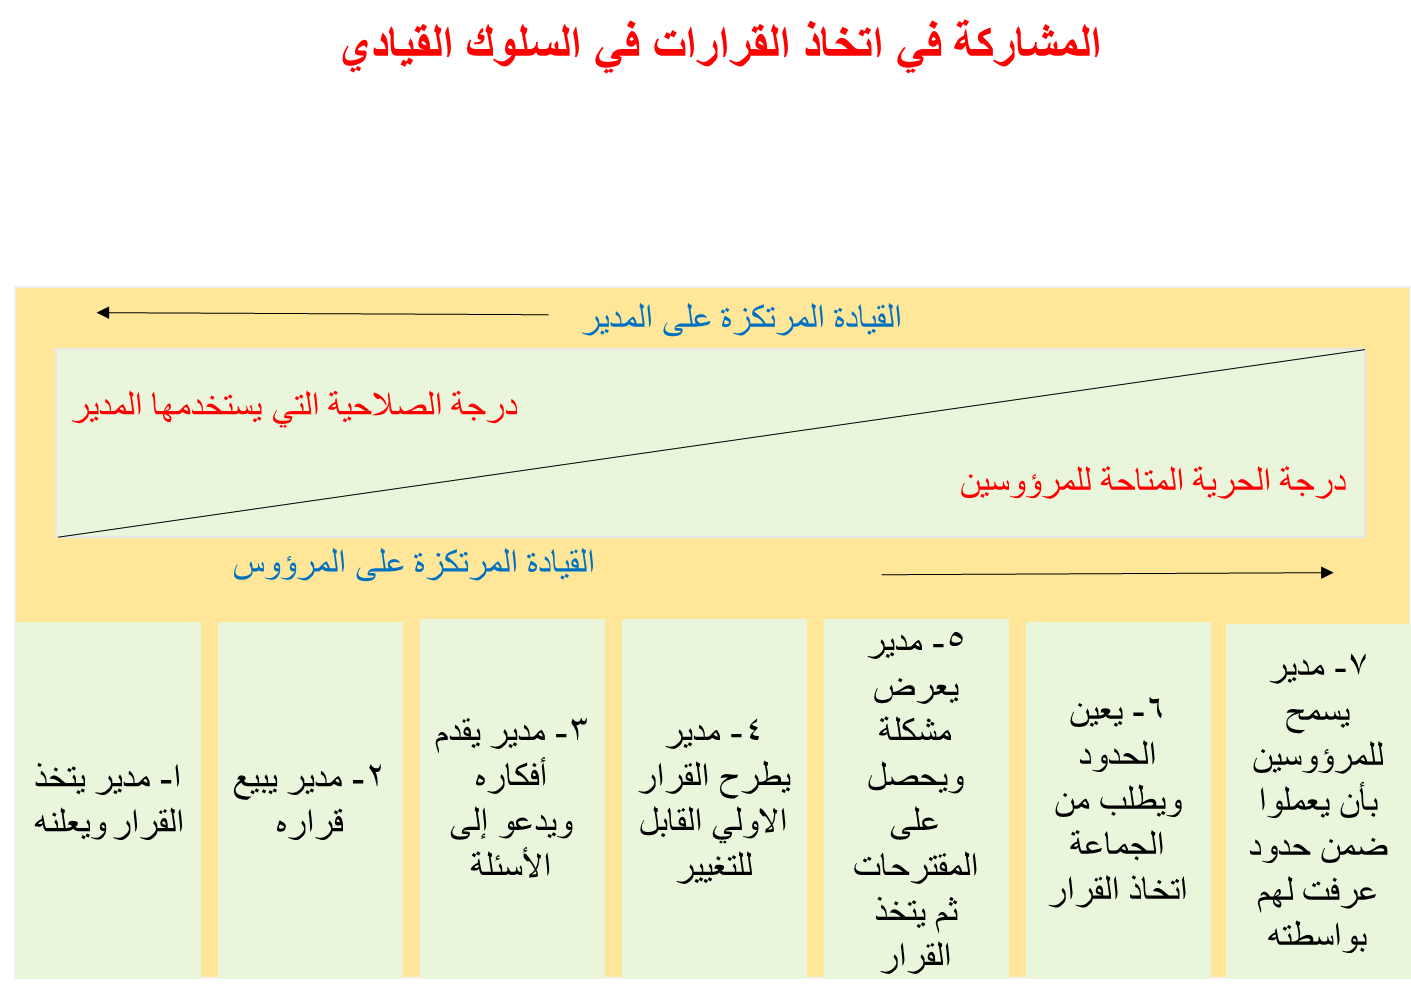 المشاركة في اتخاذ القرارات في السلوك القيادي
القيادة المرتكزة على المدير
درجة الصلاحية التي يستخدمها المدير
درجة الحرية المتاحة للمرؤوسين
القيادة المرتكزة على المرؤوس
١- مدير يتخذ
القرار ويعلنه
٢- مدير يبيع
قراره
٣- مدير يقدم
أفكاره
ويدعو إلى
الأسئلة
٤- مدير
يطرح القرار
الاولي القابل
للتغيير
٥- مدير
يعرض
مشكلة
ويحصل
على
المقترحات
ثم يتخذ
القرار
٦- يعين
الحدود
ويطلب من
الجماعة
اتخاذ القرار
٧- مدير
يسمح
للمرؤوسين
بأن يعملوا
ضمن حدود
عرفت لهم
بواسطته